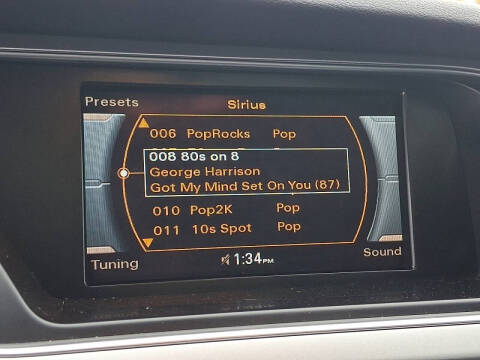 Presets
Sirius
006 PopRocks Pop
008 80s on 8
George Harrison
Got My Mind Set On You (87)
010 Pop2K Pop
011 10s Spot Pop
Tuning
1:34PM
Sound